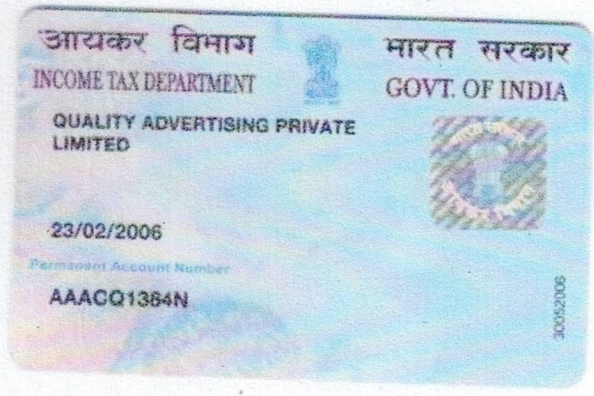 आयकर विभाग
भारत सरकार
INCOME TAX DEPARTMENT
GOVT. OF INDIA
QUALITY ADVERTISING PRIVATE
LIMITED
23/02/2006
Permanent Account Number
AAACQ1364N
30052006